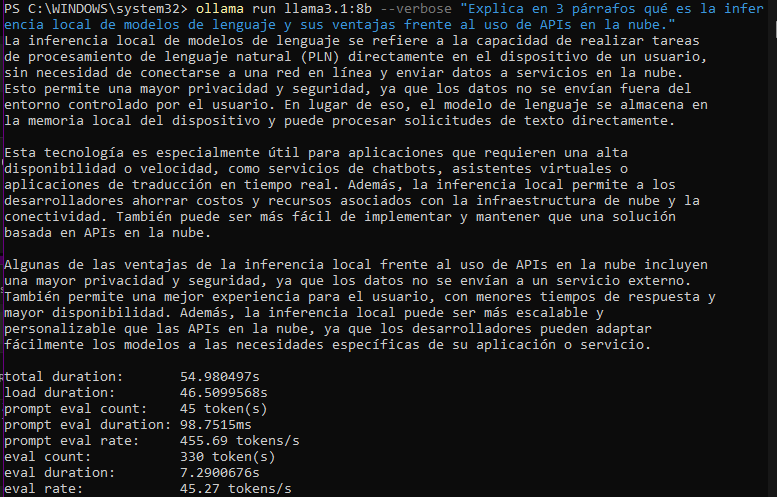 PS C:\WINDOWS\system32> ollama run llama3.1:8b --verbose "Explica en 3 párrafos qué es la infer
encia local de modelos de lenguaje y sus ventajas frente al uso de APIs en la nube."
La inferencia local de modelos de lenguaje se refiere a la capacidad de realizar tareas
de procesamiento de lenguaje natural (PLN) directamente en el dispositivo de un usuario,
sin necesidad de conectarse a una red en línea y enviar datos a servicios en la nube.
Esto permite una mayor privacidad y seguridad, ya que los datos no se envían fuera del
entorno controlado por el usuario. En lugar de eso, el modelo de lenguaje se almacena en
la memoria local del dispositivo y puede procesar solicitudes de texto directamente.

Esta tecnología es especialmente útil para aplicaciones que requieren una alta
disponibilidad o velocidad, como servicios de chatbots, asistentes virtuales o
aplicaciones de traducción en tiempo real. Además, la inferencia local permite a los
desarrolladores ahorrar costos y recursos asociados con la infraestructura de nube y la
conectividad. También puede ser más fácil de implementar y mantener que una solución
basada en APIs en la nube.

Algunas de las ventajas de la inferencia local frente al uso de APIs en la nube incluyen
una mayor privacidad y seguridad, ya que los datos no se envían a un servicio externo.
También permite una mejor experiencia para el usuario, con menores tiempos de respuesta y
mayor disponibilidad. Además, la inferencia local puede ser más escalable y
personalizable que las APIs en la nube, ya que los desarrolladores pueden adaptar
fácilmente los modelos a las necesidades específicas de su aplicación o servicio.

total duration: 54.980497s
load duration: 46.5099568s
prompt eval count: 45 token(s)
prompt eval duration: 98.7515ms
prompt eval rate: 455.69 tokens/s
eval count: 330 token(s)
eval duration: 7.2900676s
eval rate: 45.27 tokens/s